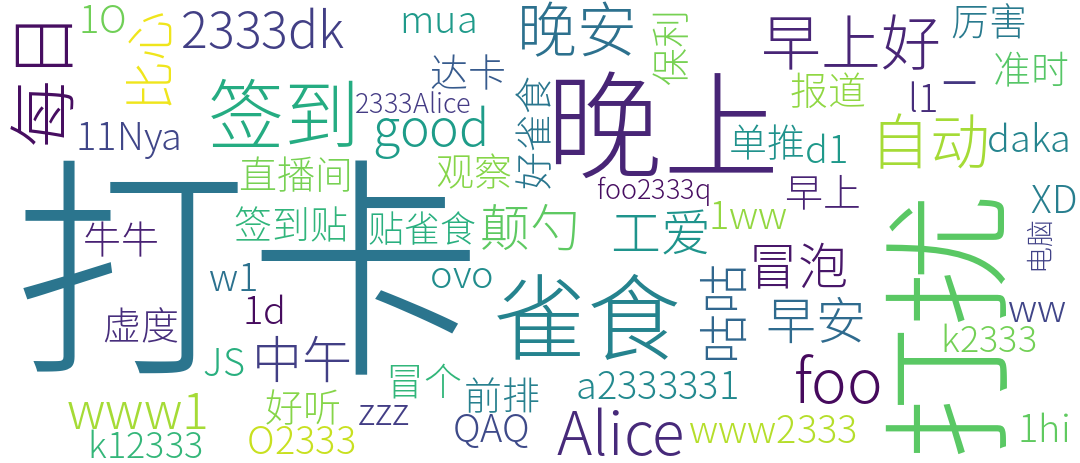 1O
2333dk
mua
晚安
保利
早上好
厉害
每日
比心
签到
达卡
2333Alice
good
好雀食
晚上
报道
l1
一
准时
11Nya
直播间
观察
foo2333q
单推
d1
自动
daka
打卡
牛牛
签到贴
贴雀食
颠勺
工爱
1ww
早上
XD
电脑
虚度
w1
1d
ovo
雀食
咕咕
冒泡
早安
打扰
ww
k2333
JS
中午
冒个
前排
a2333331
foo
www1
k12333
好听
O2333
zzz
QAQ
Alice
www2333
1hi